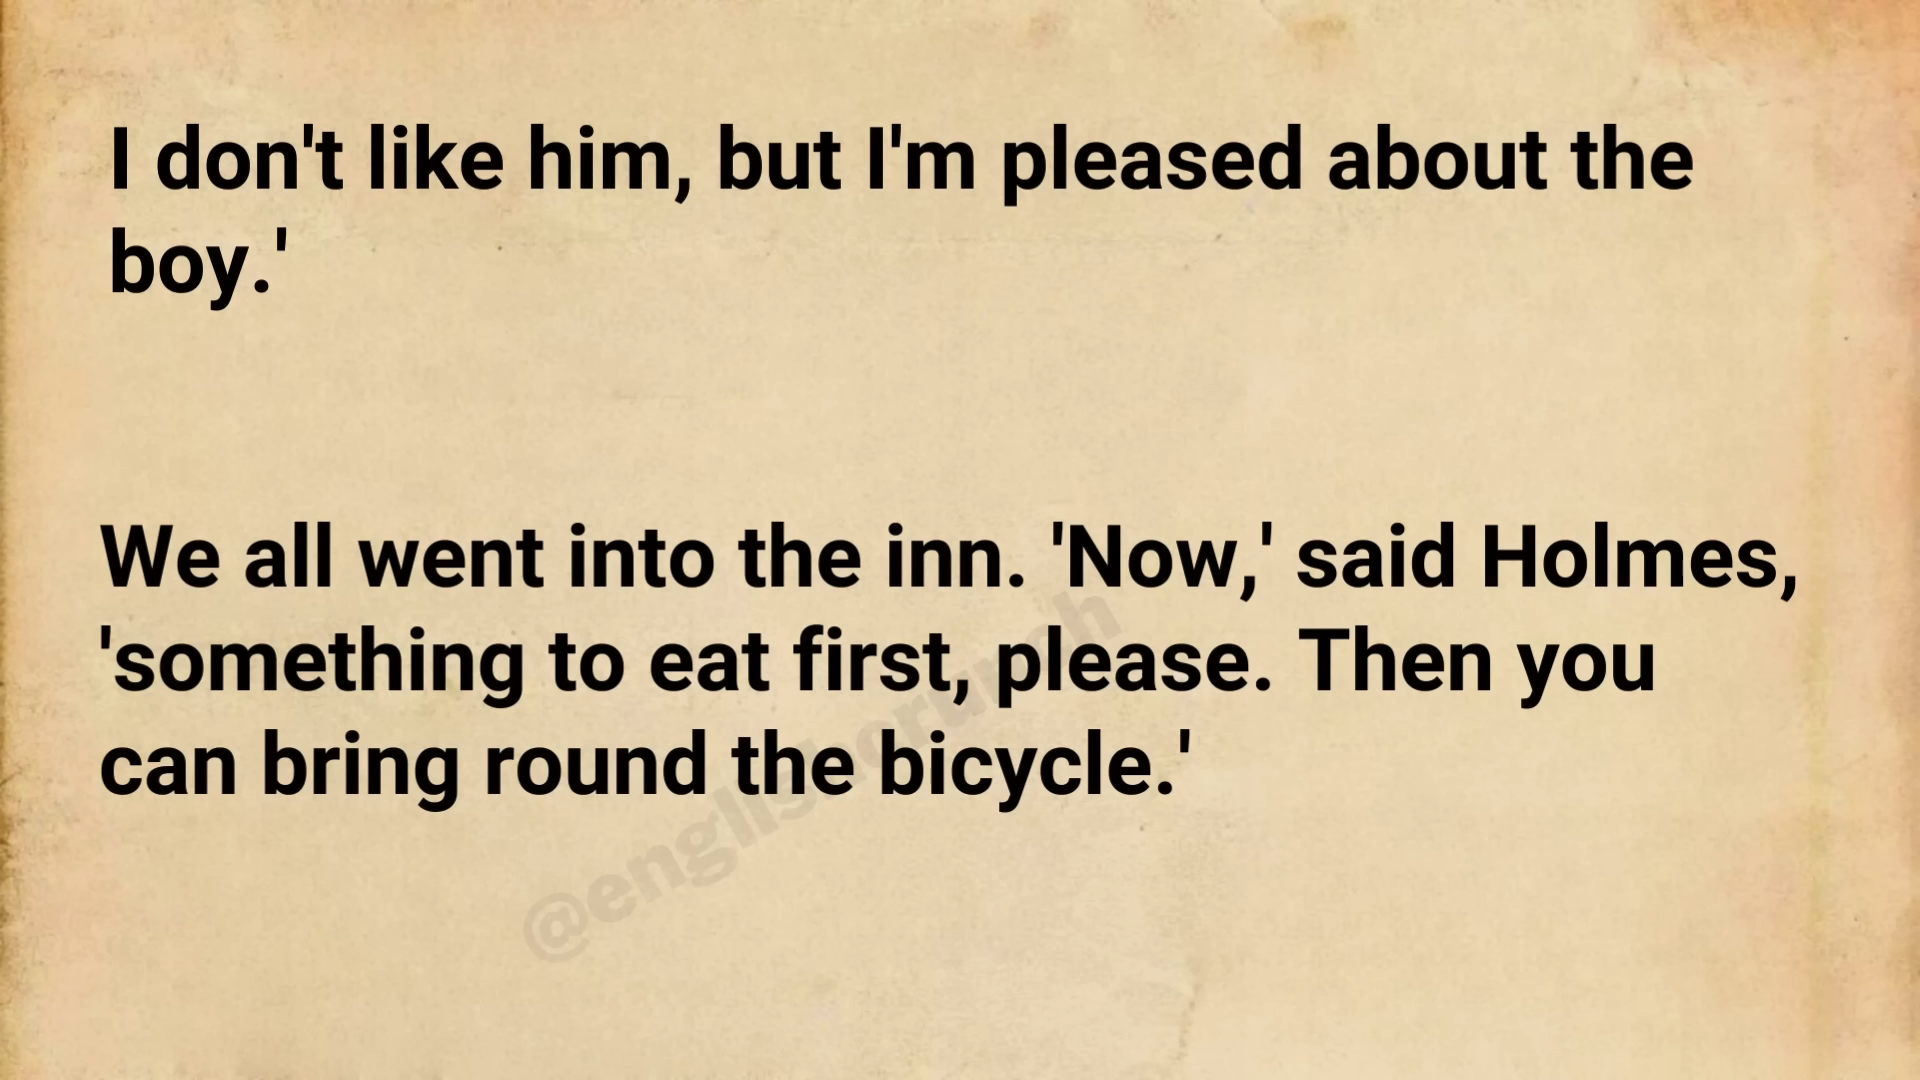 I don't like him, but I'm pleased about the
boy.'
We all went into the inn. 'Now,' said Holmes,
'something to eat first, please. Then you
can bring round the bicycle.'